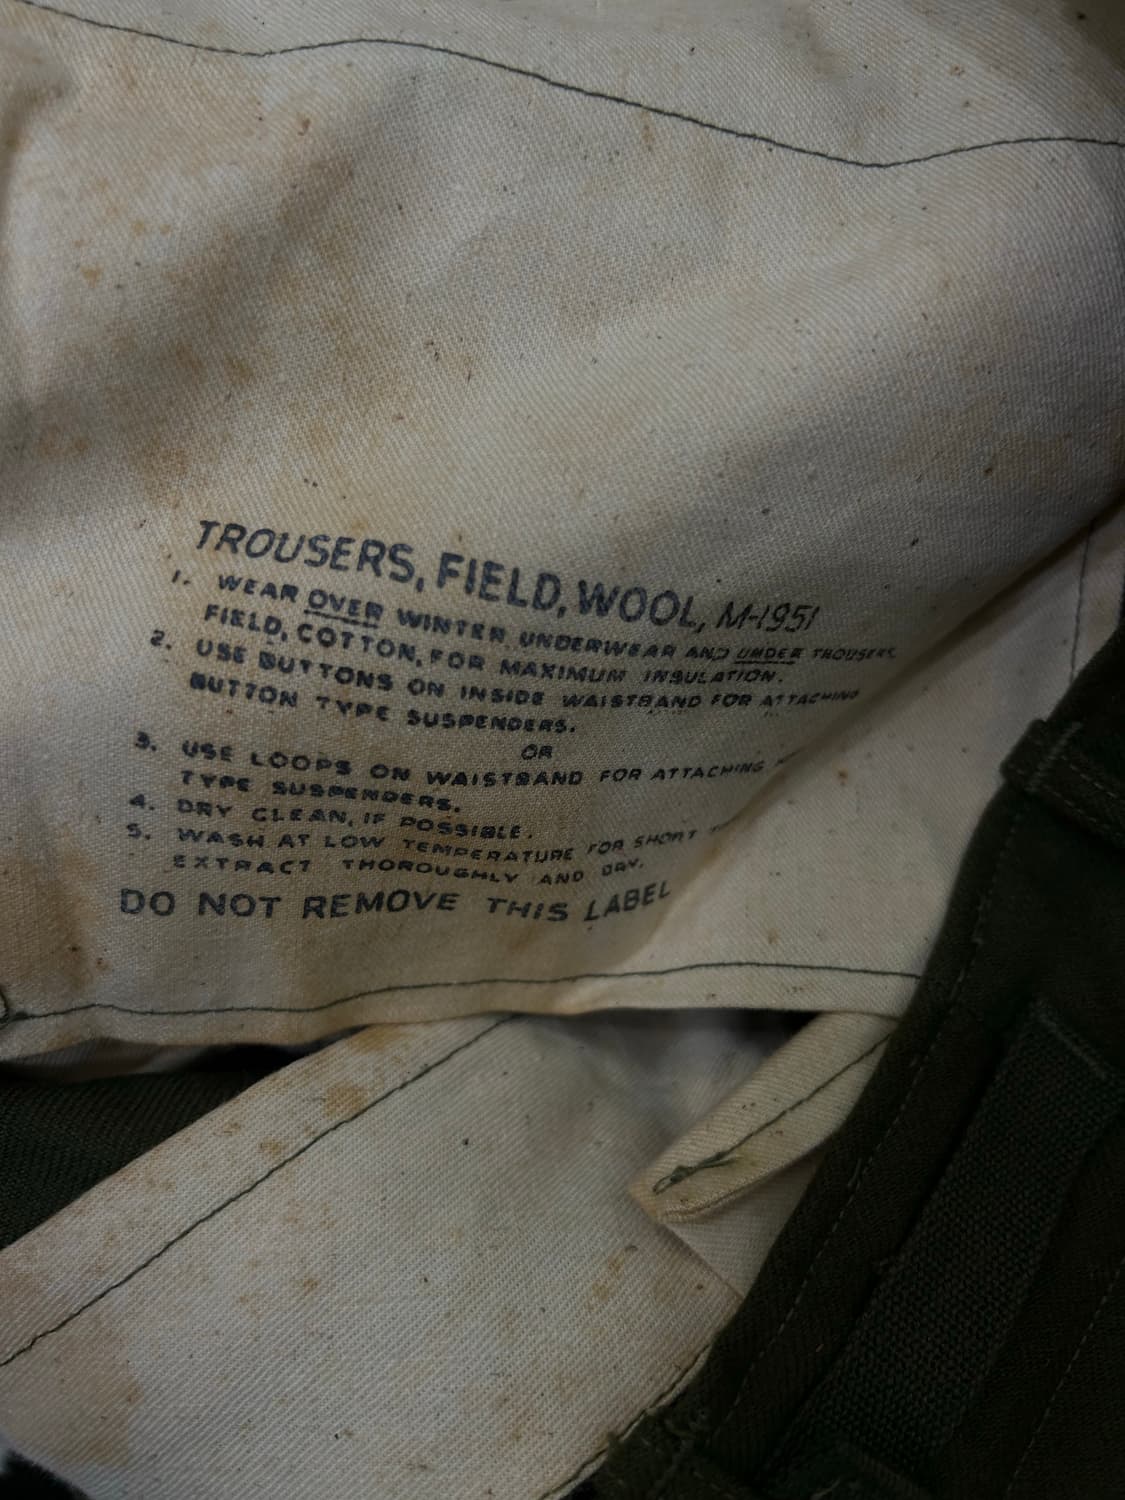 TROUSERS, FIELD, WOOL, M-1951
1. WEAR OVER WINTER UNDERWEAR AND UNDER TROUSERS,
FIELD, COTTON, FOR MAXIMUM INSULATION.
2. USE BUTTONS ON INSIDE WAISTBAND FOR ATTACHING
BUTTON TYPE SUSPENDERS.
OR
3. USE LOOPS ON WAISTBAND FOR ATTACHING
TYPE SUSPENDERS.
4. DRY CLEAN, IF POSSIBLE.
5. WASH AT LOW TEMPERATURE FOR SHORT
EXTRACT THOROUGHLY AND DRY.
DO NOT REMOVE THIS LABEL